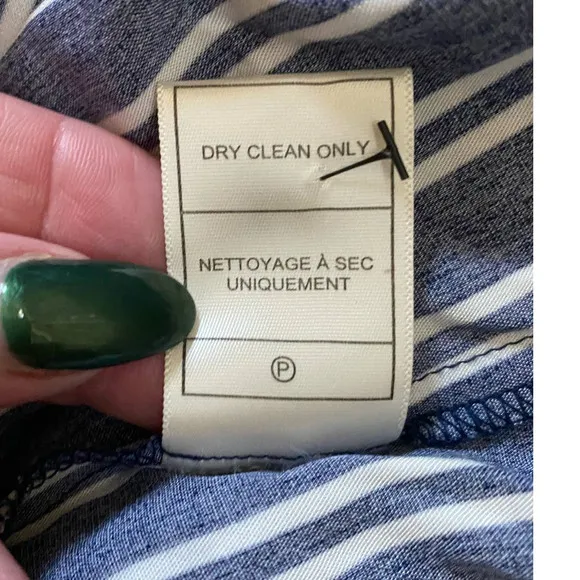 DRY CLEAN ONLY
NETTOYAGE À SEC
UNIQUEMENT
P